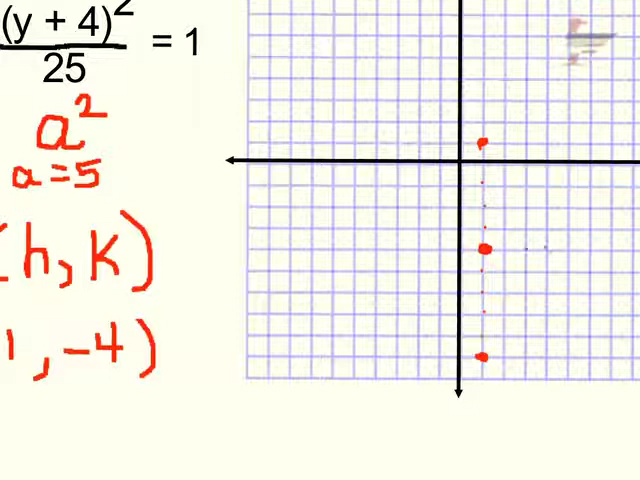 (y + 4)²
25
= 1
a²
a = 5
(h, k)
1, -4)